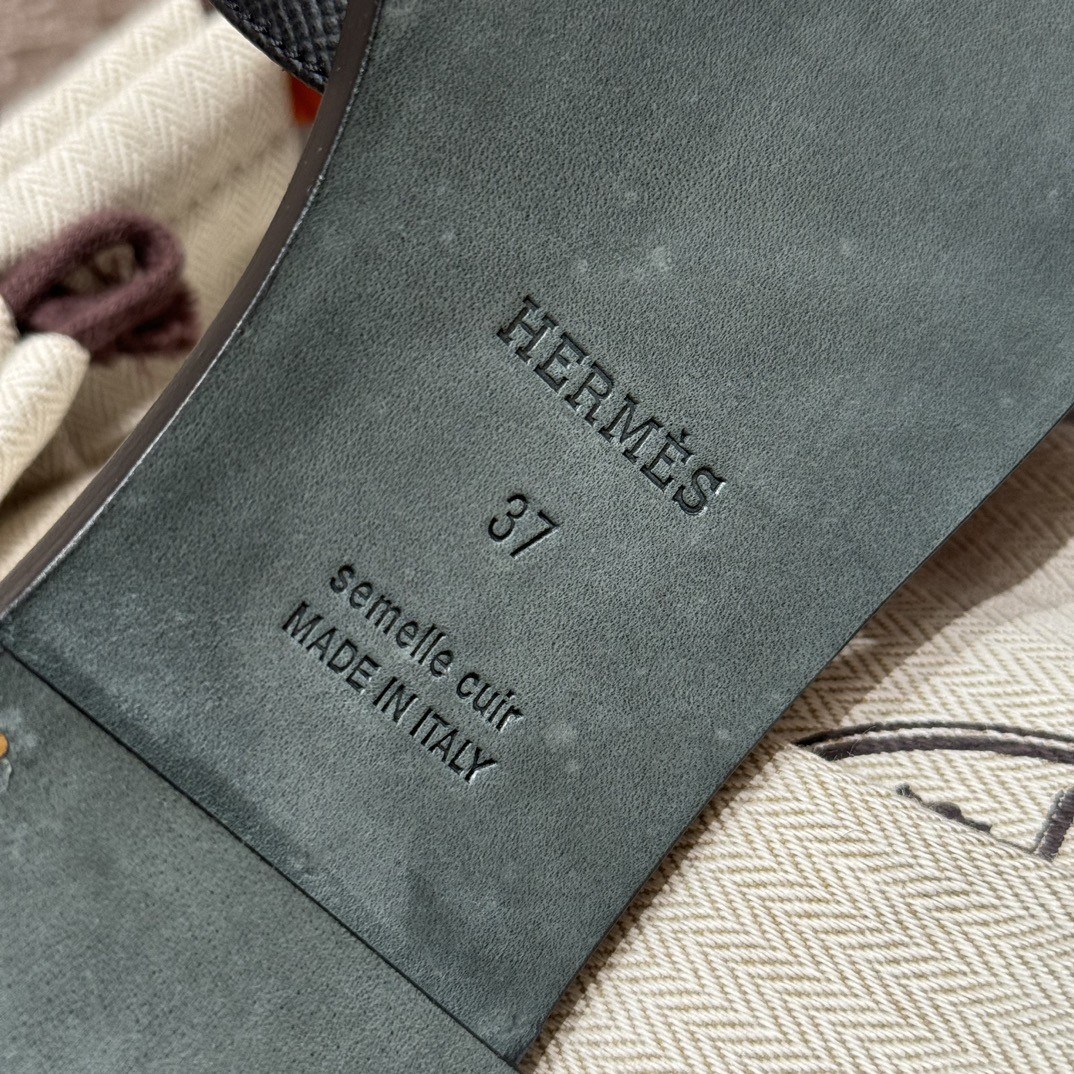 HERMÈS
37
semelle cuir
MADE IN ITALY